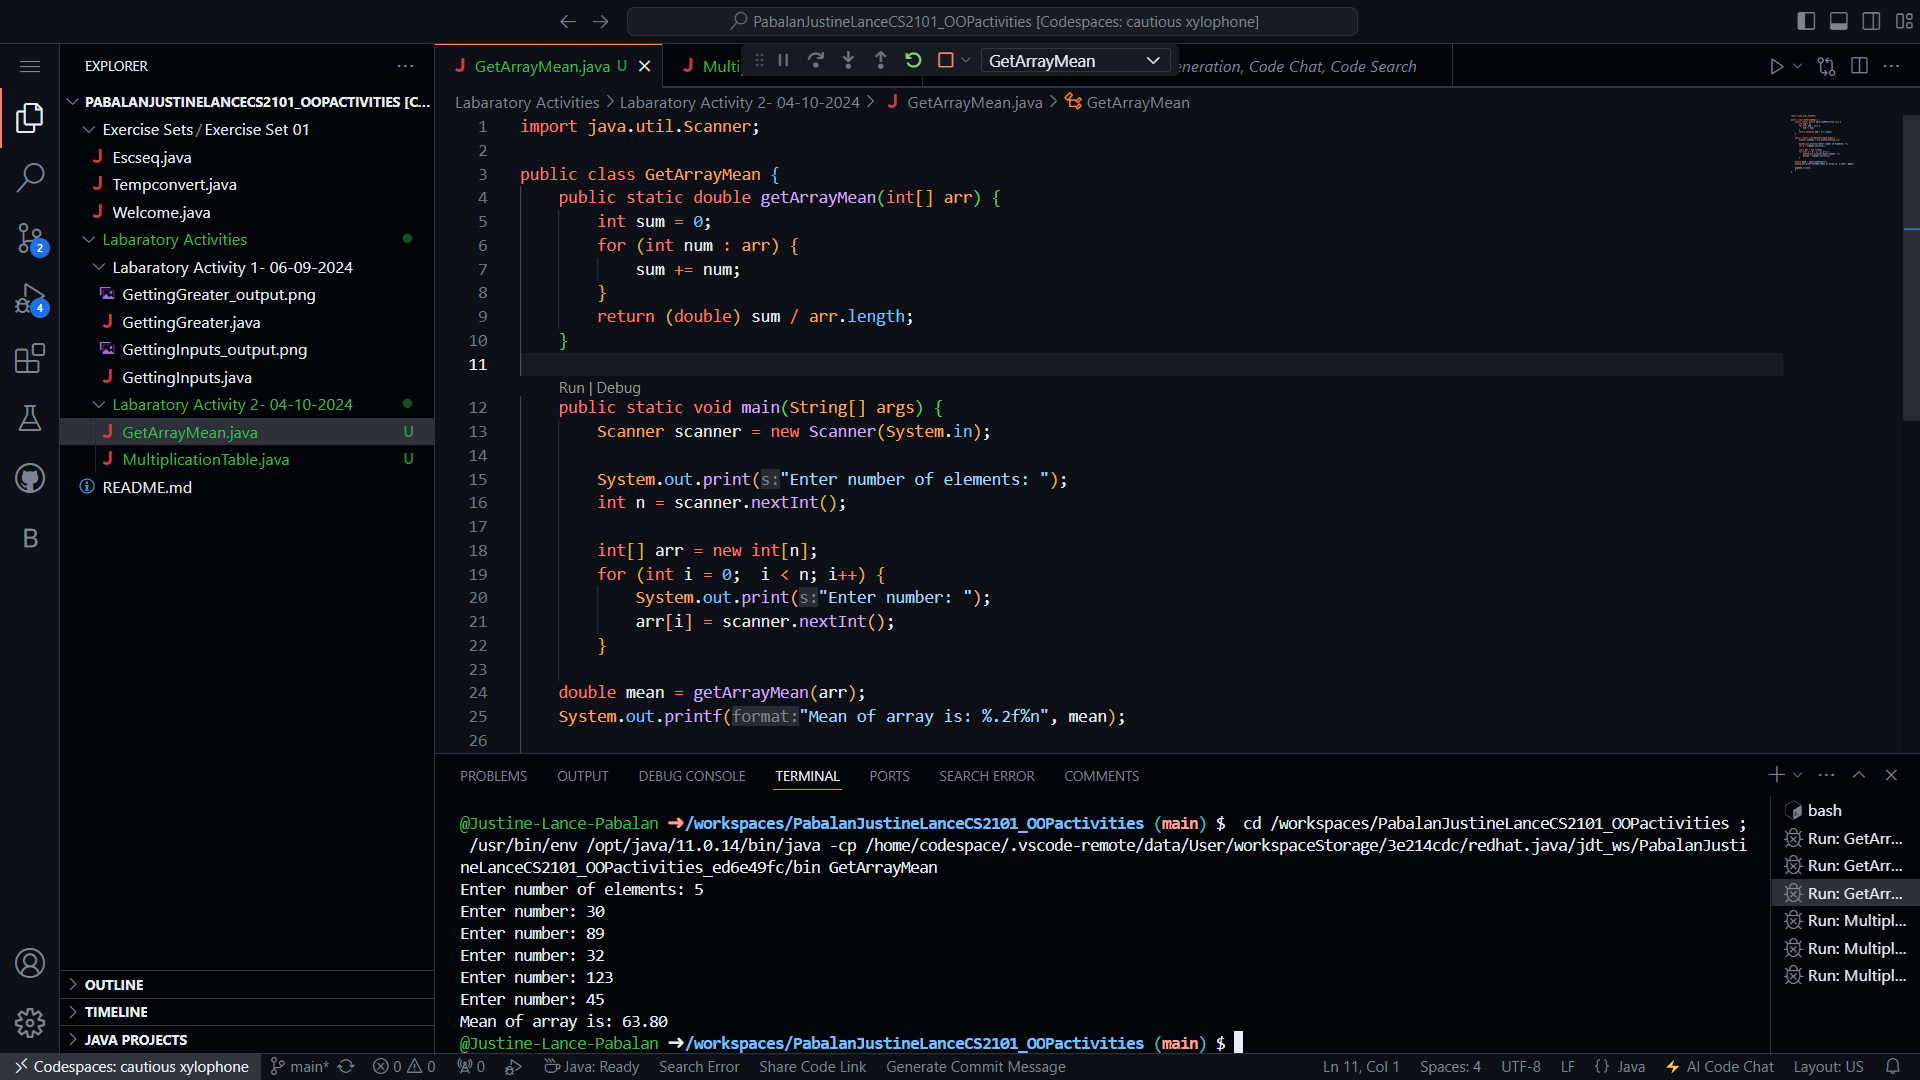 PabalanJustineLanceCS2101_OOPactivities [Codespaces: cautious xylophone]
EXPLORER
PABALANJUSTINELANCECS2101_OOPACTIVITIES [C...
Exercise Sets / Exercise Set 01
Escseq.java
Tempconvert.java
Welcome.java
Labaratory Activities
Labaratory Activity 1- 06-09-2024
GettingGreater_output.png
GettingGreater.java
GettingInputs_output.png
GettingInputs.java
Labaratory Activity 2- 04-10-2024
GetArrayMean.java U
MultiplicationTable.java U
README.md
2
4
B
OUTLINE
TIMELINE
JAVA PROJECTS
GetArrayMean.java U
Multi
GetArrayMean
eneration, Code Chat, Code Search
Labaratory Activities > Labaratory Activity 2- 04-10-2024 > GetArrayMean.java > GetArrayMean
1 import java.util.Scanner;
2
3 public class GetArrayMean {
4 public static double getArrayMean(int[] arr) {
5 int sum = 0;
6 for (int num : arr) {
7 sum += num;
8 }
9 return (double) sum / arr.length;
10 }
11
Run | Debug
12 public static void main(String[] args) {
13 Scanner scanner = new Scanner(System.in);
14
15 System.out.print(s:"Enter number of elements: ");
16 int n = scanner.nextInt();
17
18 int[] arr = new int[n];
19 for (int i = 0;  i < n; i++) {
20 System.out.print(s:"Enter number: ");
21 arr[i] = scanner.nextInt();
22 }
23
24 double mean = getArrayMean(arr);
25 System.out.printf(format:"Mean of array is: %.2f%n", mean);
26
PROBLEMS OUTPUT DEBUG CONSOLE TERMINAL PORTS SEARCH ERROR COMMENTS
@Justine-Lance-Pabalan ➜/workspaces/PabalanJustineLanceCS2101_OOPactivities (main) $  cd /workspaces/PabalanJustineLanceCS2101_OOPactivities ;
/usr/bin/env /opt/java/11.0.14/bin/java -cp /home/codespace/.vscode-remote/data/User/workspaceStorage/3e214cdc/redhat.java/jdt_ws/PabalanJusti
neLanceCS2101_OOPactivities_ed6e49fc/bin GetArrayMean
Enter number of elements: 5
Enter number: 30
Enter number: 89
Enter number: 32
Enter number: 123
Enter number: 45
Mean of array is: 63.80
@Justine-Lance-Pabalan ➜/workspaces/PabalanJustineLanceCS2101_OOPactivities (main) $
bash
Run: GetArr...
Run: GetArr...
Run: GetArr...
Run: Multipl...
Run: Multipl...
Run: Multipl...
Codespaces: cautious xylophone main* 0 0 0 Java: Ready Search Error Share Code Link Generate Commit Message Ln 11, Col 1 Spaces: 4 UTF-8 LF {} Java AI Code Chat Layout: US